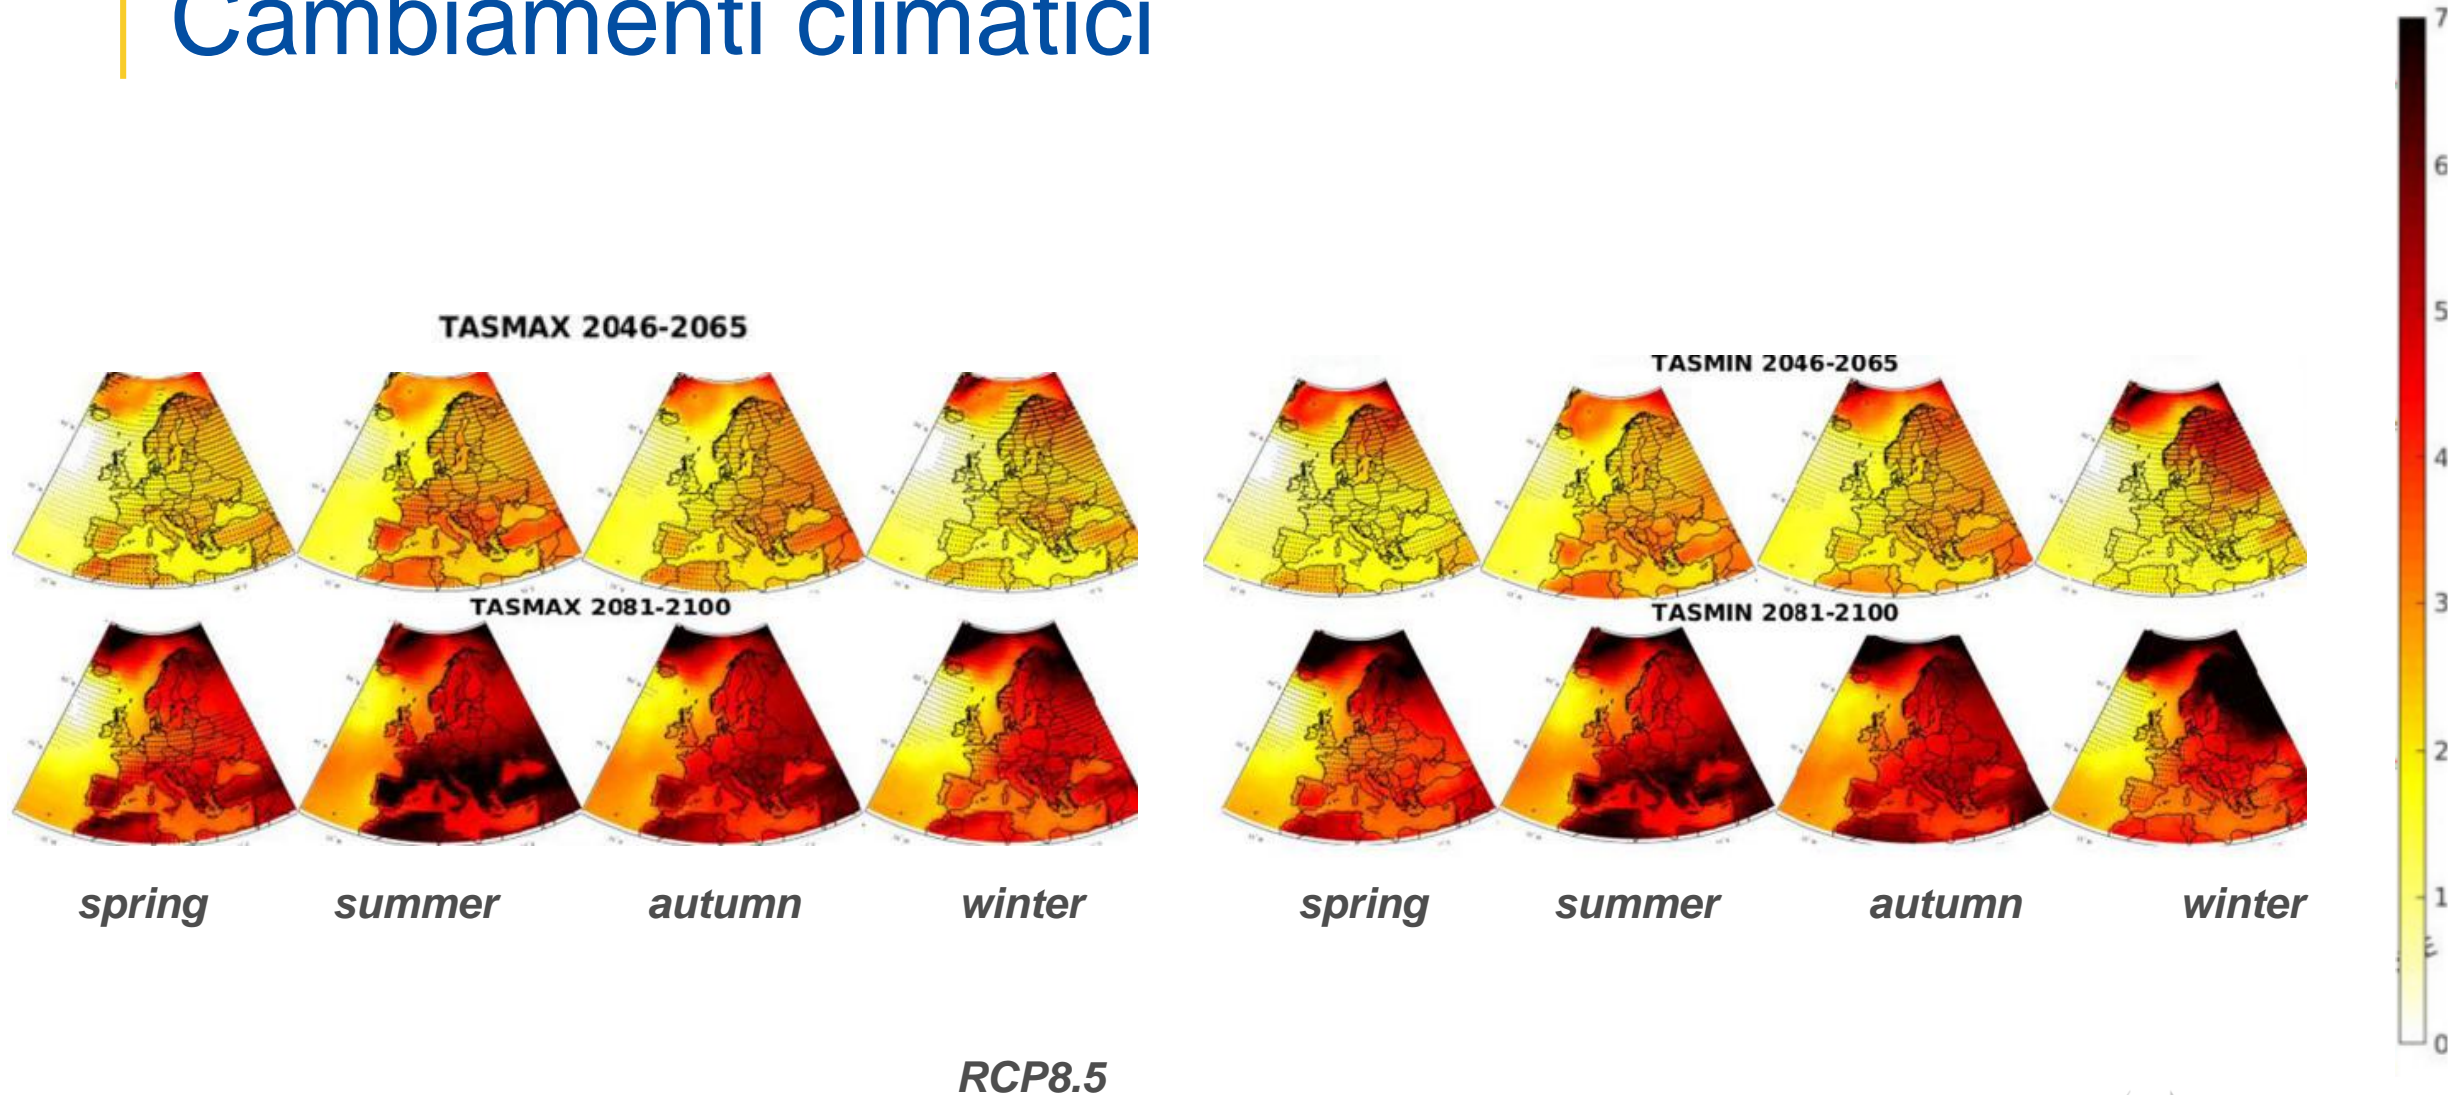 Cambiamenti climatici
TASMAX 2046-2065
TASMIN 2046-2065
TASMAX 2081-2100
TASMIN 2081-2100
spring summer autumn winter spring summer autumn winter
RCP8.5
7
6
5
4
3
2
1
0